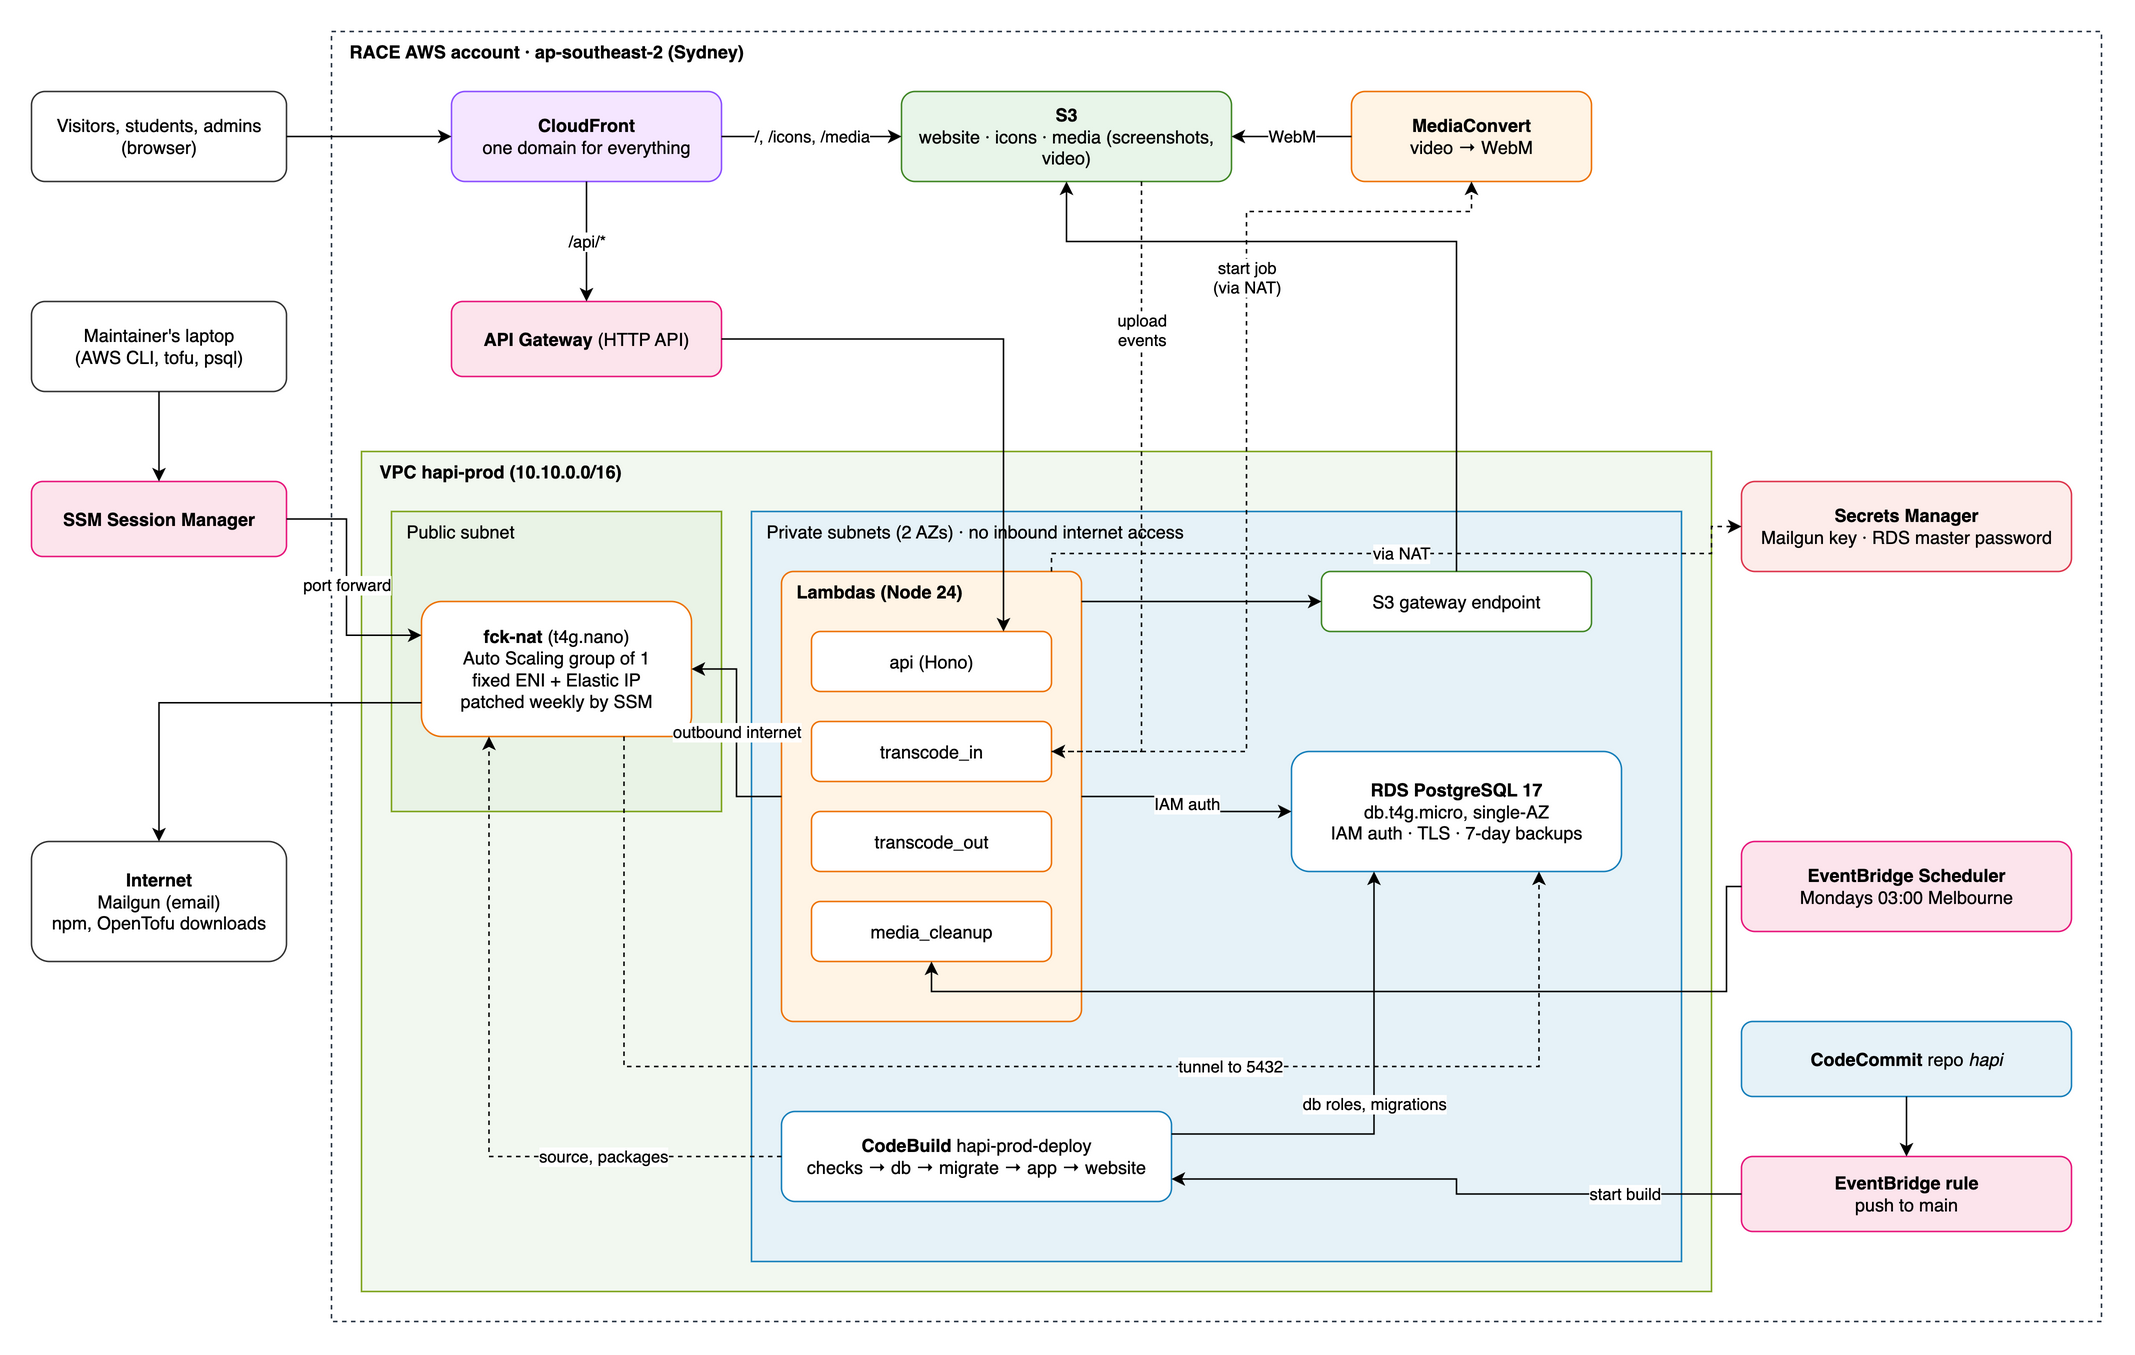 RACE AWS account · ap-southeast-2 (Sydney)
Visitors, students, admins
(browser)
CloudFront
one domain for everything
/, /icons, /media
S3
website · icons · media (screenshots,
video)
WebM
MediaConvert
video → WebM
/api/*
start job
(via NAT)
upload
events
Maintainer's laptop
(AWS CLI, tofu, psql)
API Gateway (HTTP API)
VPC hapi-prod (10.10.0.0/16)
SSM Session Manager
port forward
Public subnet
fck-nat (t4g.nano)
Auto Scaling group of 1
fixed ENI + Elastic IP
patched weekly by SSM
outbound internet
Private subnets (2 AZs) · no inbound internet access
via NAT
Secrets Manager
Mailgun key · RDS master password
Lambdas (Node 24)
api (Hono)
transcode_in
transcode_out
media_cleanup
S3 gateway endpoint
IAM auth
RDS PostgreSQL 17
db.t4g.micro, single-AZ
IAM auth · TLS · 7-day backups
Internet
Mailgun (email)
npm, OpenTofu downloads
EventBridge Scheduler
Mondays 03:00 Melbourne
tunnel to 5432
db roles, migrations
CodeCommit repo hapi
source, packages
CodeBuild hapi-prod-deploy
checks → db → migrate → app → website
start build
EventBridge rule
push to main